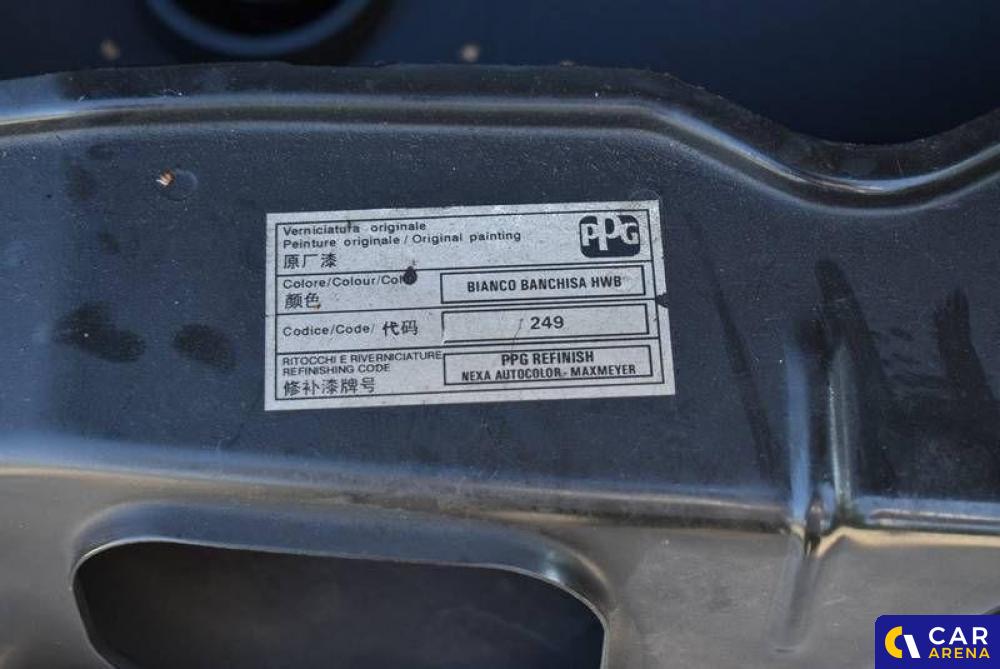 Verniciatura originale
Peinture originale / Original painting
原厂漆
PPG
Colore/Colour/Col
颜色
BIANCO BANCHISA HWB
Codice/Code/ 代码
249
RITOCCHI E RIVERNICIATURE
REFINISHING CODE
修补漆牌号
PPG REFINISH
NEXA AUTOCOLOR - MAXMEYER
CAR
ARENA